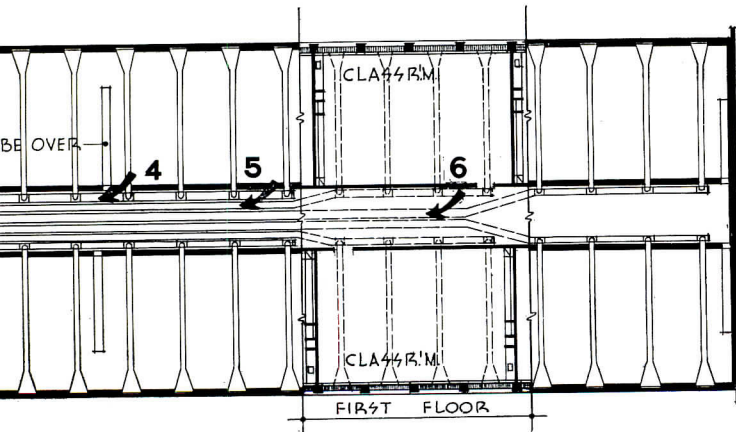 CLASSR'M.
BE OVER
4
5
6
CLASSR'M.
FIRST FLOOR